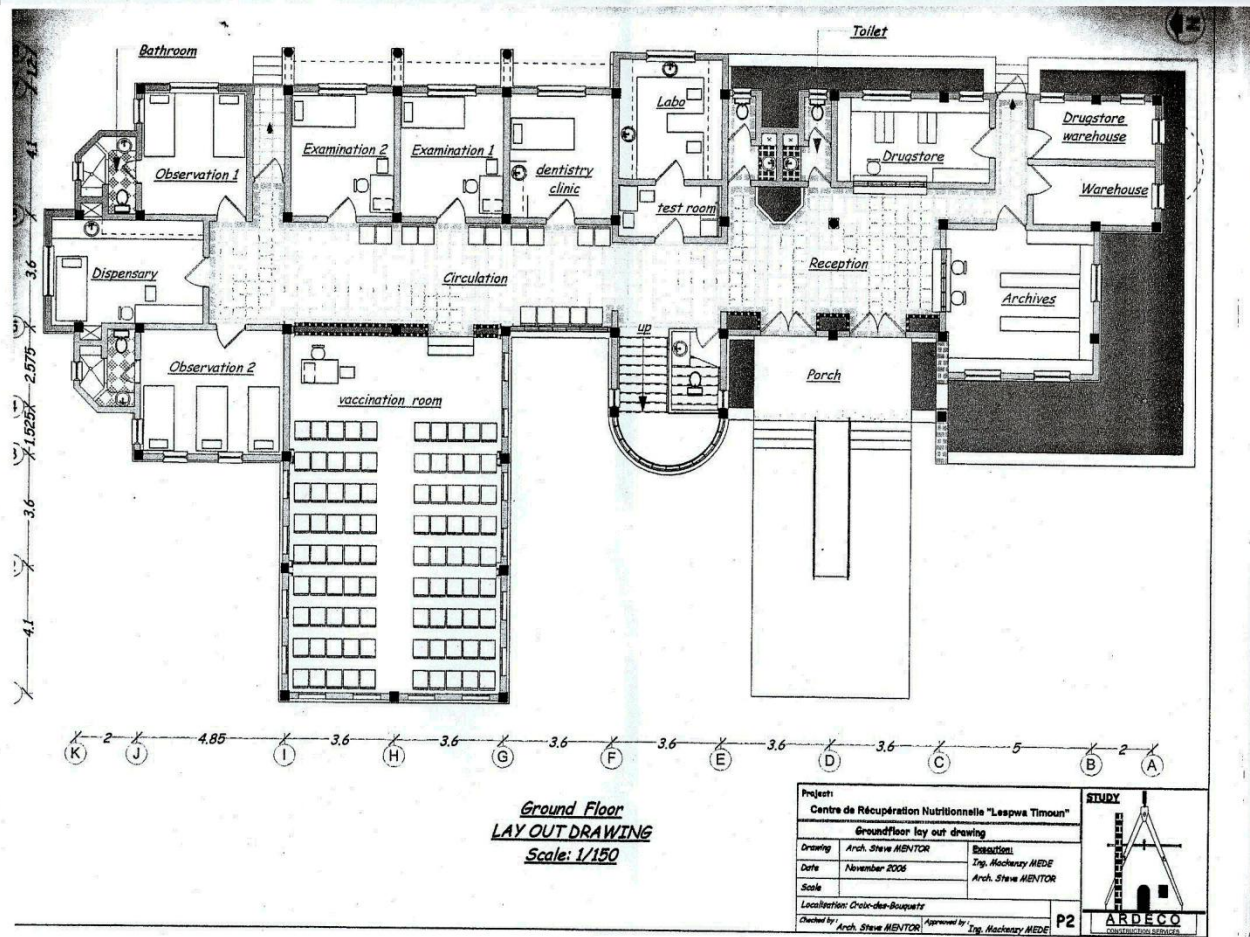 N
Bathroom
Toilet
Labo
Drugstore
warehouse
Drugstore
Examination 2
Examination 1
dentistry
clinic
Observation 1
Warehouse
test room
Dispensary
Circulation
Reception
Archives
up
Observation 2
Porch
vaccination room
4.1
3.6
2.575
1.525
3.6
4.1
2
4.85
3.6
3.6
3.6
3.6
3.6
3.6
5
2
K
J
I
H
G
F
E
D
C
B
A
Ground Floor
LAY OUT DRAWING
Scale: 1/150
Project:
Centre de Récupération Nutritionnelle "Lespwa Timoun"
Groundfloor lay out drawing
Drawing Arch. Steve MENTOR
Date November 2006
Scale
Execution:
Ing. Mackenzy MEDE
Arch. Steve MENTOR
Localisation: Croix-des-Bouquets
Checked by: Arch. Steve MENTOR
Approuved by: Ing. Mackenzy MEDE
P2
STUDY
ARDECO
CONSTRUCTION SERVICES